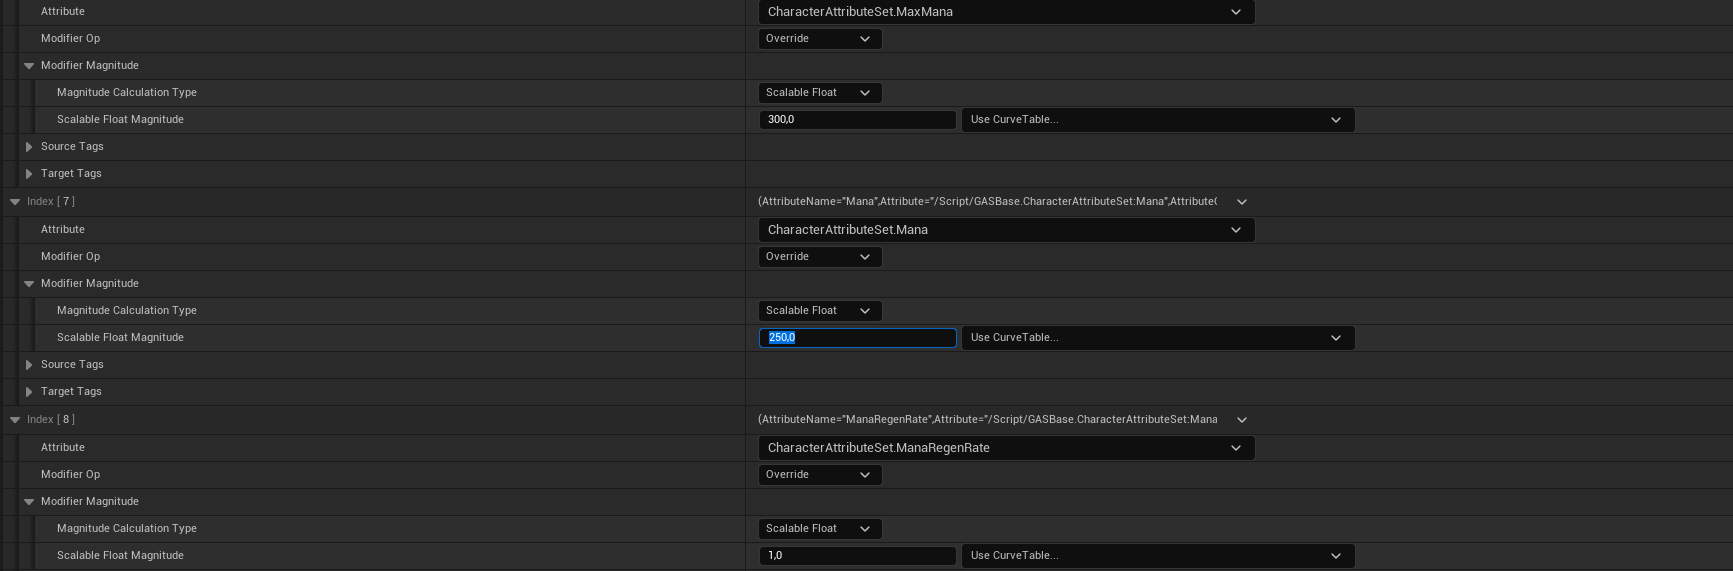 Attribute CharacterAttributeSet.MaxMana
Modifier Op Override
Modifier Magnitude
Magnitude Calculation Type Scalable Float
Scalable Float Magnitude 300,0 Use CurveTable...
Source Tags
Target Tags
Index [ 7 ] (AttributeName="Mana",Attribute="/Script/GASBase.CharacterAttributeSet:Mana",Attribute(
Attribute CharacterAttributeSet.Mana
Modifier Op Override
Modifier Magnitude
Magnitude Calculation Type Scalable Float
Scalable Float Magnitude 250,0 Use CurveTable...
Source Tags
Target Tags
Index [ 8 ] (AttributeName="ManaRegenRate",Attribute="/Script/GASBase.CharacterAttributeSet:Mana
Attribute CharacterAttributeSet.ManaRegenRate
Modifier Op Override
Modifier Magnitude
Magnitude Calculation Type Scalable Float
Scalable Float Magnitude 1,0 Use CurveTable...